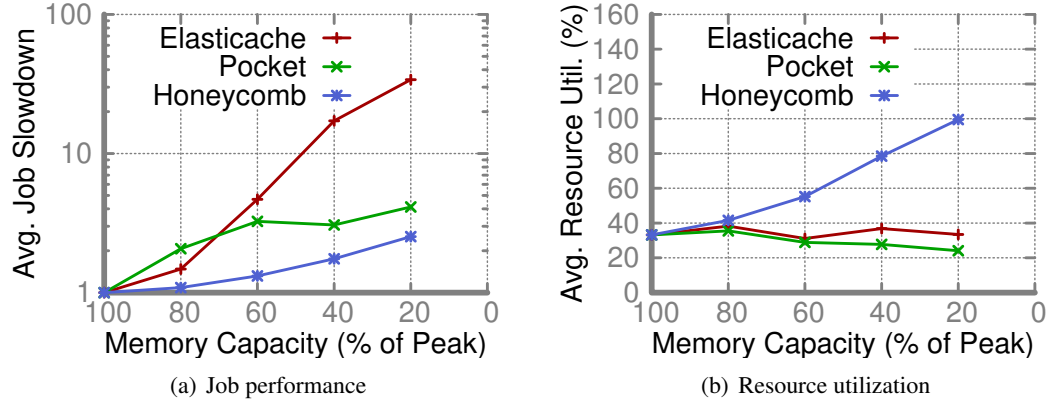 Avg. Job Slowdown
100
10
1
Elasticache
Pocket
Honeycomb
100 80 60 40 20 0
Memory Capacity (% of Peak)
(a) Job performance
Avg. Resource Util. (%)
160
140
120
100
80
60
40
20
0
Elasticache
Pocket
Honeycomb
100 80 60 40 20 0
Memory Capacity (% of Peak)
(b) Resource utilization